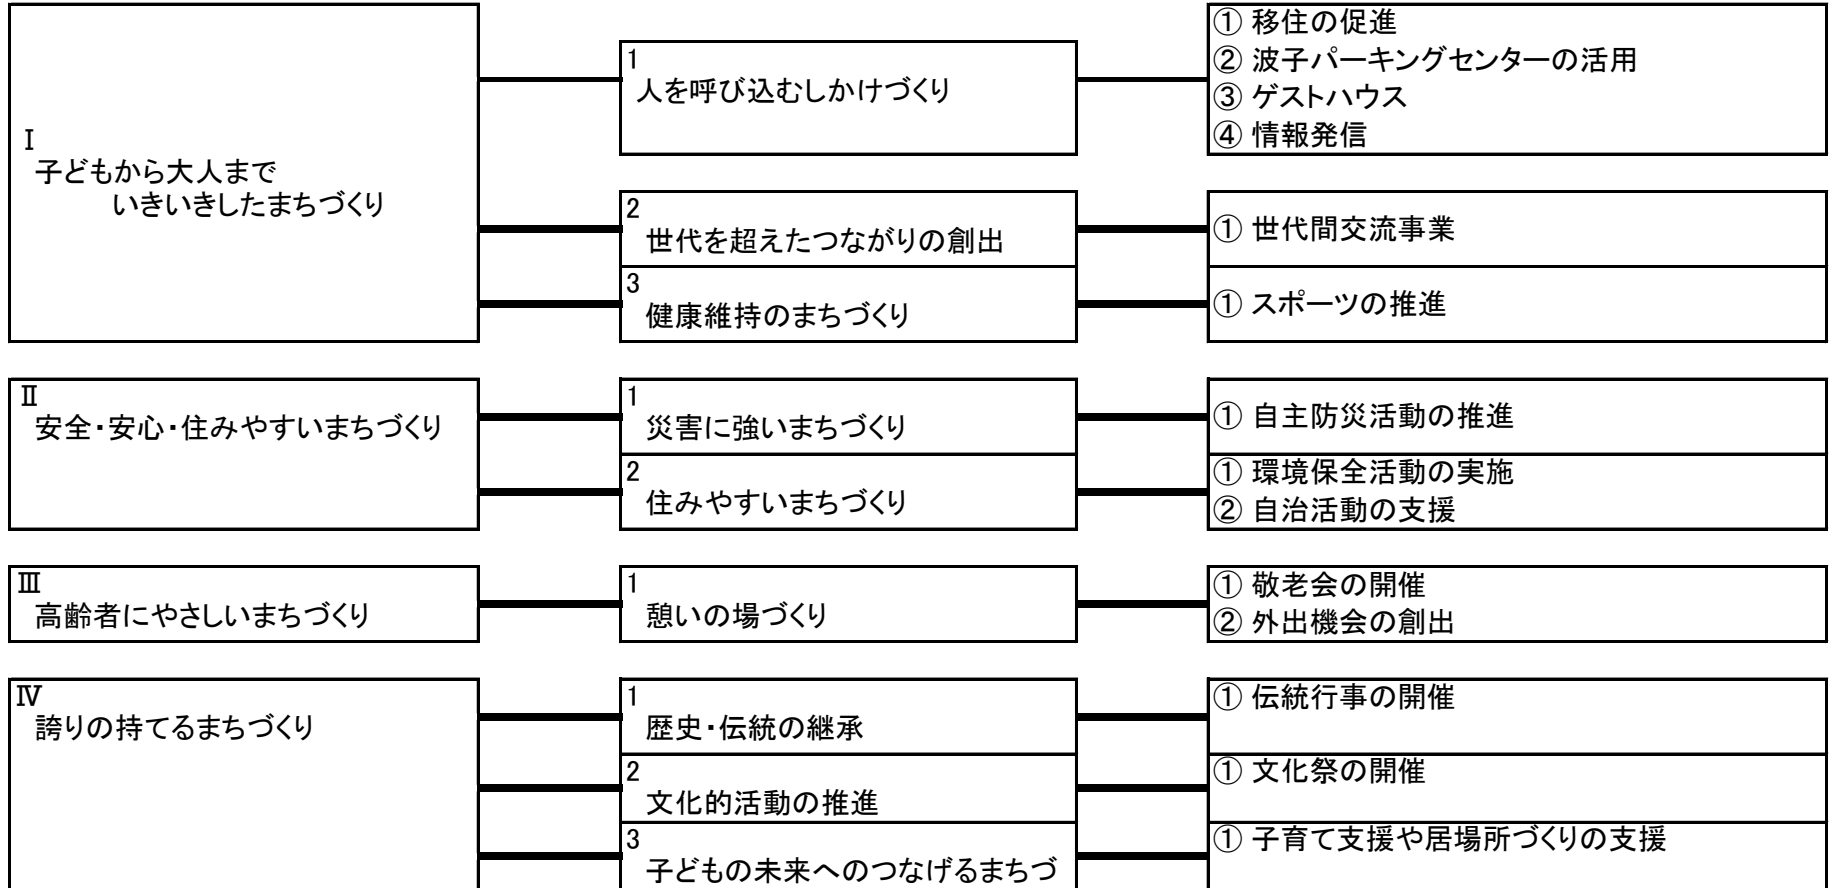 Ⅰ
子どもから大人まで
いきいきしたまちづくり
1
人を呼び込むしかけづくり
① 移住の促進
② 波子パーキングセンターの活用
③ ゲストハウス
④ 情報発信
2
世代を超えたつながりの創出
① 世代間交流事業
3
健康維持のまちづくり
① スポーツの推進
Ⅱ
安全・安心・住みやすいまちづくり
1
災害に強いまちづくり
① 自主防災活動の推進
2
住みやすいまちづくり
① 環境保全活動の実施
② 自治活動の支援
Ⅲ
高齢者にやさしいまちづくり
1
憩いの場づくり
① 敬老会の開催
② 外出機会の創出
Ⅳ
誇りの持てるまちづくり
1
歴史・伝統の継承
① 伝統行事の開催
2
文化的活動の推進
① 文化祭の開催
3
子どもの未来へのつなげるまちづ
① 子育て支援や居場所づくりの支援